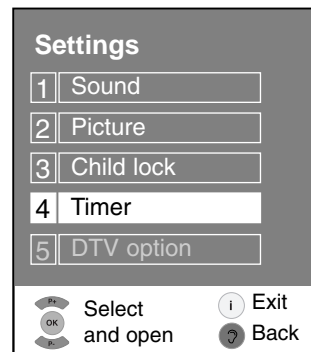 Settings
1 Sound
2 Picture
3 Child lock
4 Timer
5 DTV option
P+
OK
P-
Select
and open
i Exit
Back